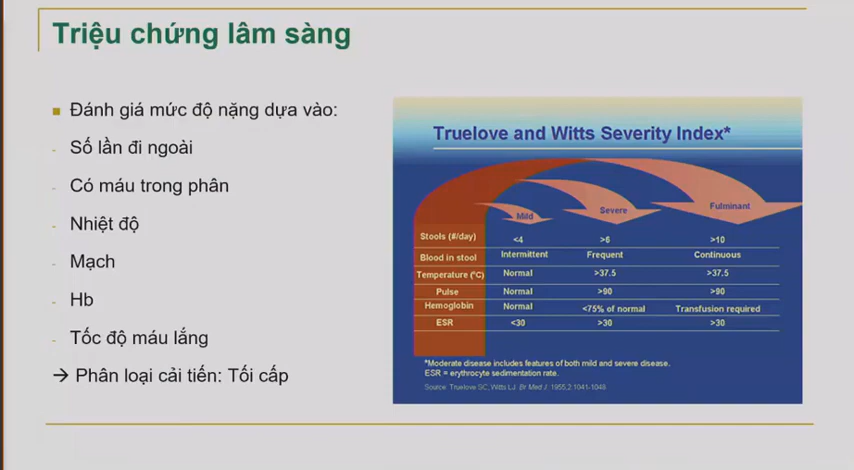 Triệu chứng lâm sàng
Đánh giá mức độ nặng dựa vào:
- Số lần đi ngoài
- Có máu trong phân
- Nhiệt độ
- Mạch
- Hb
- Tốc độ máu lắng
→ Phân loại cải tiến: Tối cấp
Truelove and Witts Severity Index*
Mild Severe Fulminant
Stools (#/day) <4 >6 >10
Blood in stool Intermittent Frequent Continuous
Temperature (°C) Normal >37.5 >37.5
Pulse Normal >90 >90
Hemoglobin Normal <75% of normal Transfusion required
ESR <30 >30 >30
*Moderate disease includes features of both mild and severe disease.
ESR = erythrocyte sedimentation rate.
Source: Truelove SC, Witts LJ. Br Med J. 1955;2:1041-1048